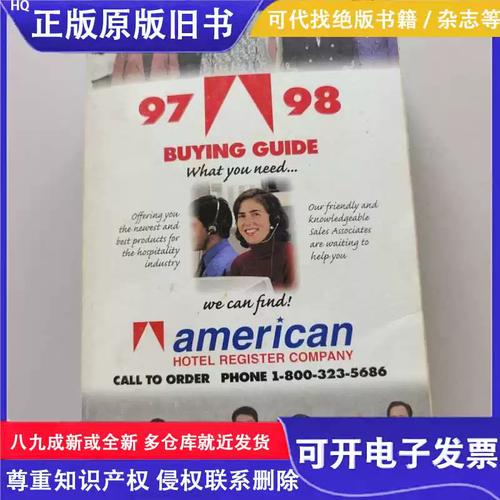 HQ
正版原版旧书
可代找绝版书籍/杂志等
97 98
BUYING GUIDE
What you need...
Offering you
the newest and
best products for
the hospitality
industry
Our friendly and
knowledgeable
Sales Associates
are waiting to
help you
we can find!
american
HOTEL REGISTER COMPANY
CALL TO ORDER PHONE 1-800-323-5686
八九成新或全新 多仓库就近发货
尊重知识产权 侵权联系删除
可开电子发票